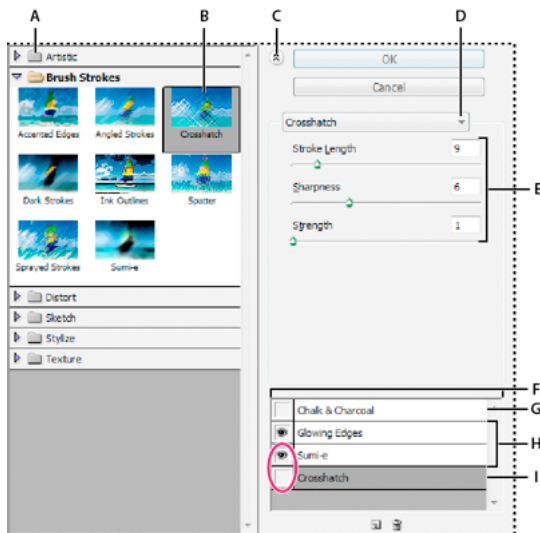 A B C D
Artistic
Brush Strokes
Accented Edges Angled Strokes Crosshatch
Dark Strokes Ink Outlines Spatter
Sprayed Strokes Sumi-e
Distort
Sketch
Stylize
Texture
OK
Cancel
Crosshatch
Stroke Length 9
E
Sharpness 6
Strength 1
F
Chalk & Charcoal G
Glowing Edges
H
Sumi-e
Crosshatch I